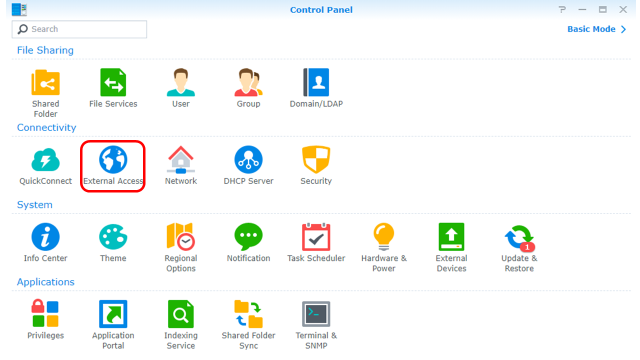 Control Panel
Search
Basic Mode
File Sharing
Shared Folder
File Services
User
Group
Domain/LDAP
Connectivity
QuickConnect
External Access
Network
DHCP Server
Security
System
Info Center
Theme
Regional Options
Notification
Task Scheduler
Hardware & Power
External Devices
Update & Restore
1
Applications
Privileges
Application Portal
Indexing Service
Shared Folder Sync
Terminal & SNMP